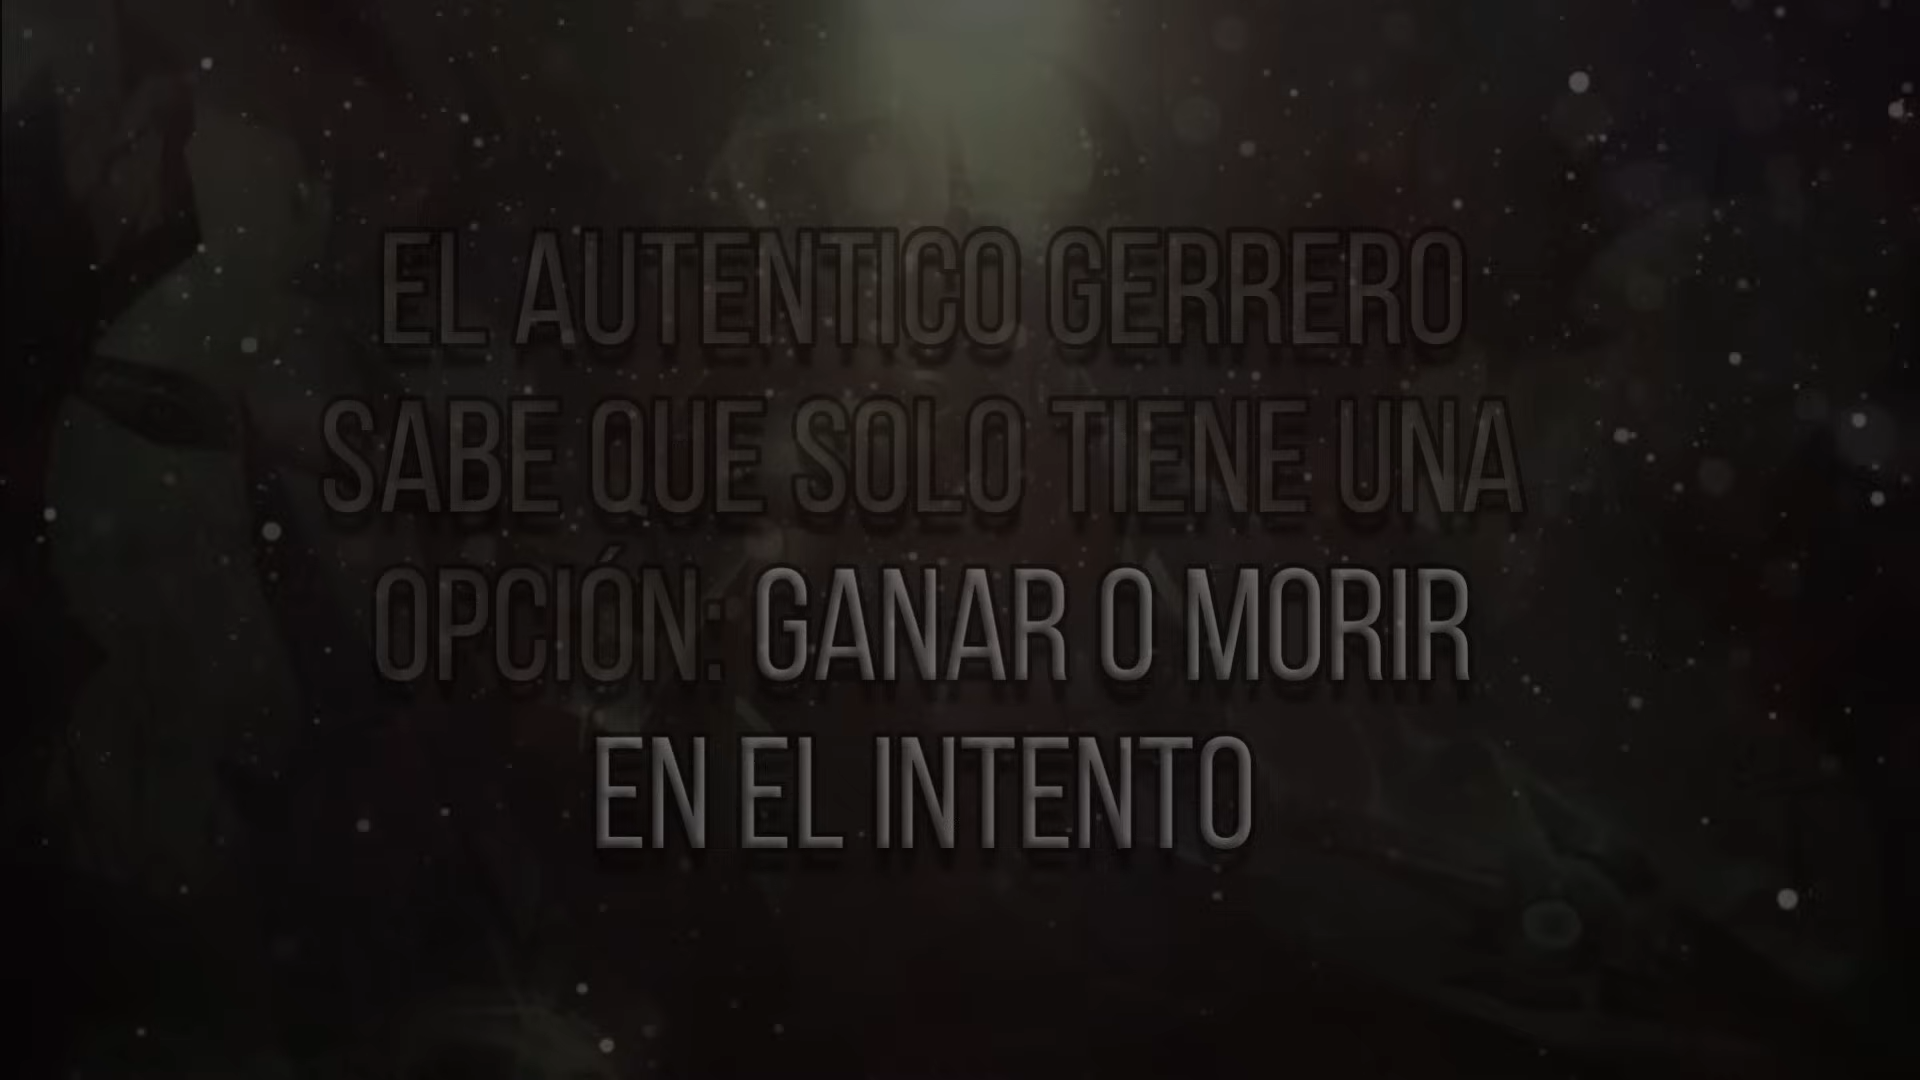 EL AUTENTICO GERRERO
SABE QUE SOLO TIENE UNA
OPCIÓN: GANAR O MORIR
EN EL INTENTO